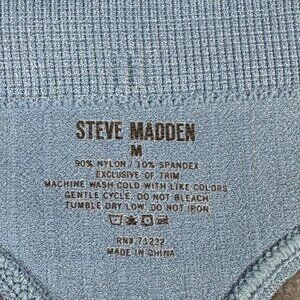 STEVE MADDEN
M
90% NYLON / 10% SPANDEX
EXCLUSIVE OF TRIM
MACHINE WASH COLD WITH LIKE COLORS
GENTLE CYCLE, DO NOT BLEACH
TUMBLE DRY LOW, DO NOT IRON
RN# 71232
MADE IN CHINA